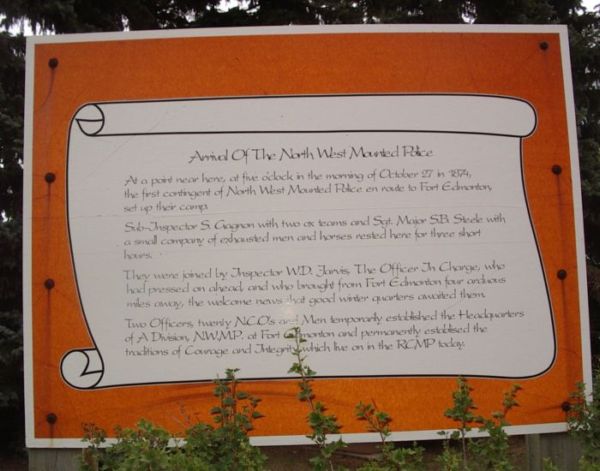 Arrival Of The North West Mounted Police
At a point near here, at five o'clock in the morning of October 27 in 1874,
the first contingent of North West Mounted Police en route to Fort Edmonton,
set up their camp.
Sub-Inspector S. Gagnon with two ox teams and Sgt. Major S.B. Steele with
a small company of exhausted men and horses rested here for three short
hours.
They were joined by Inspector W.D. Jarvis, The Officer In Charge, who
had pressed on ahead, and who brought from Fort Edmonton four arduous
miles away, the welcome news that good winter quarters awaited them.
Two Officers, twenty N.C.O's and Men temporarily established the Headquarters
of A Division, N.W.M.P. at Fort Edmonton and permanently establised the
traditions of Courage and Integrity which live on in the RCMP today.